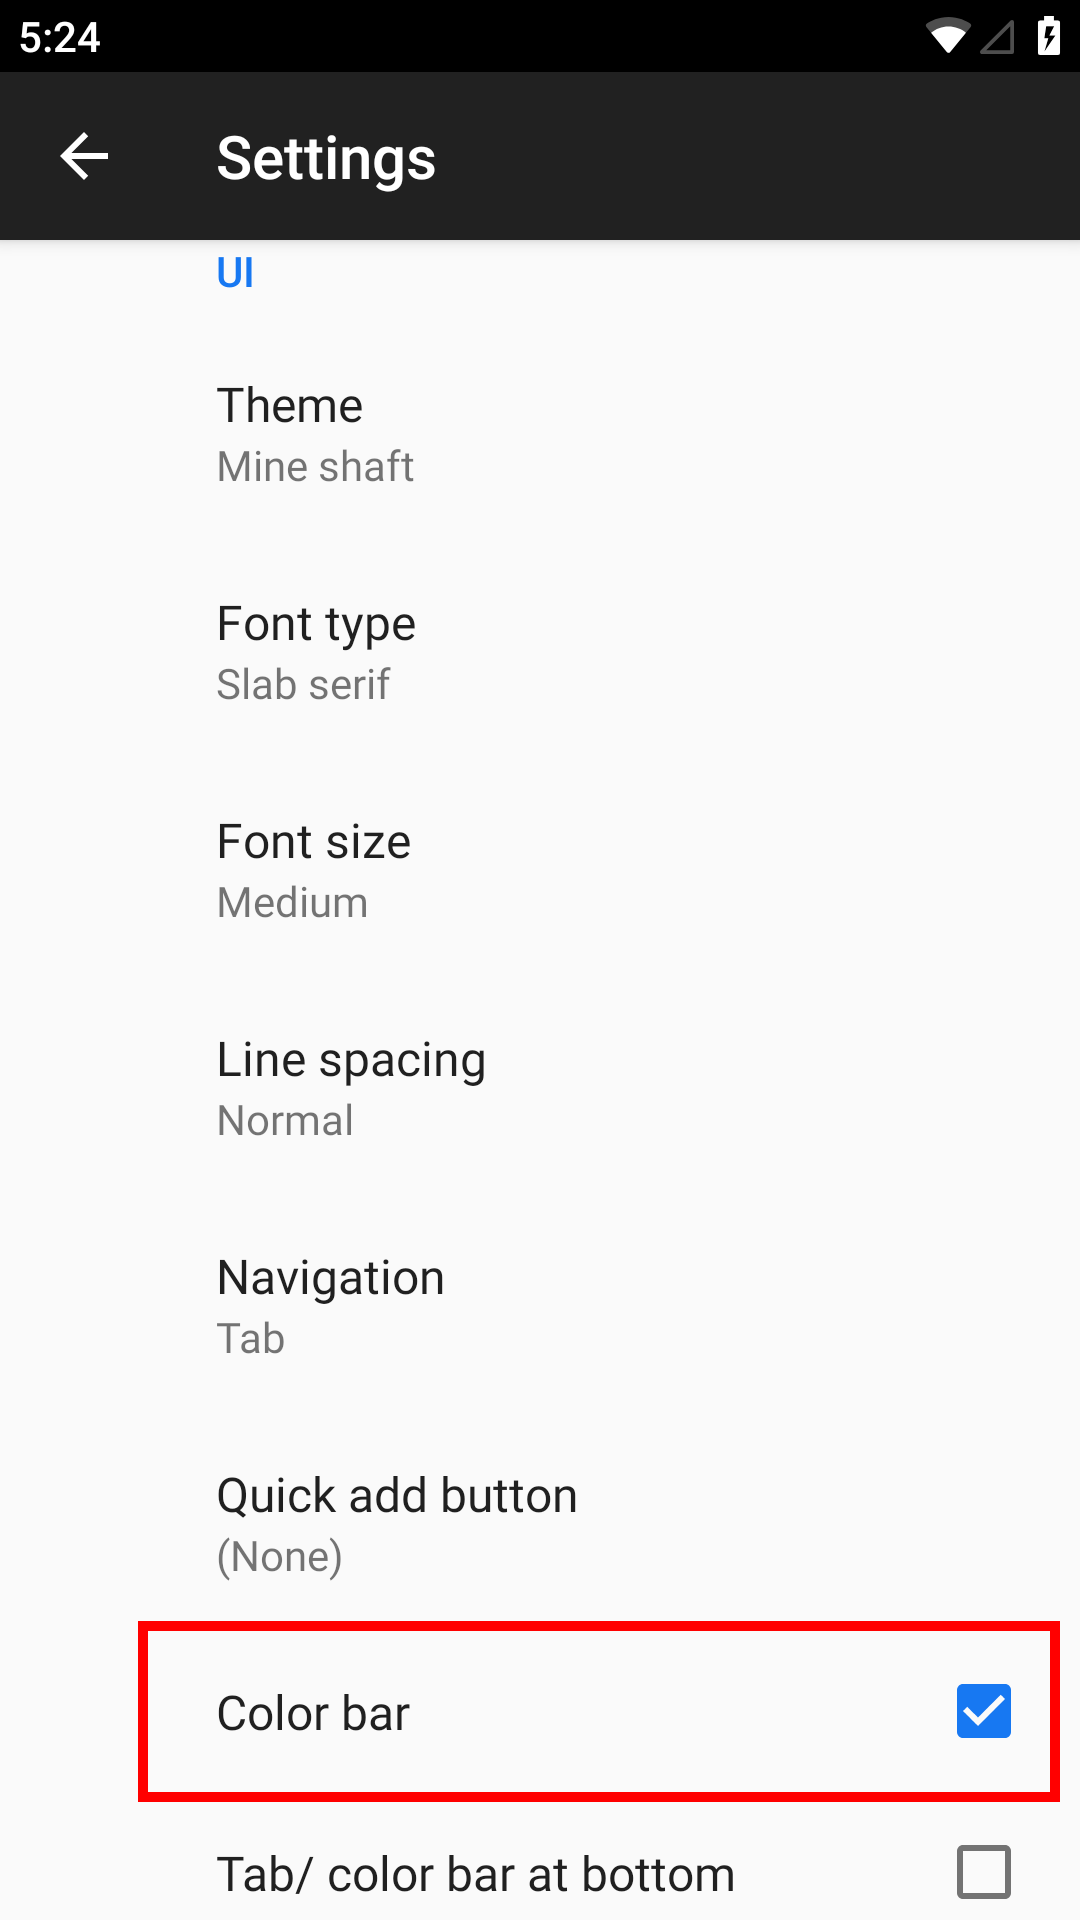 5:24
Settings
UI
Theme
Mine shaft
Font type
Slab serif
Font size
Medium
Line spacing
Normal
Navigation
Tab
Quick add button
(None)
Color bar
Tab/ color bar at bottom